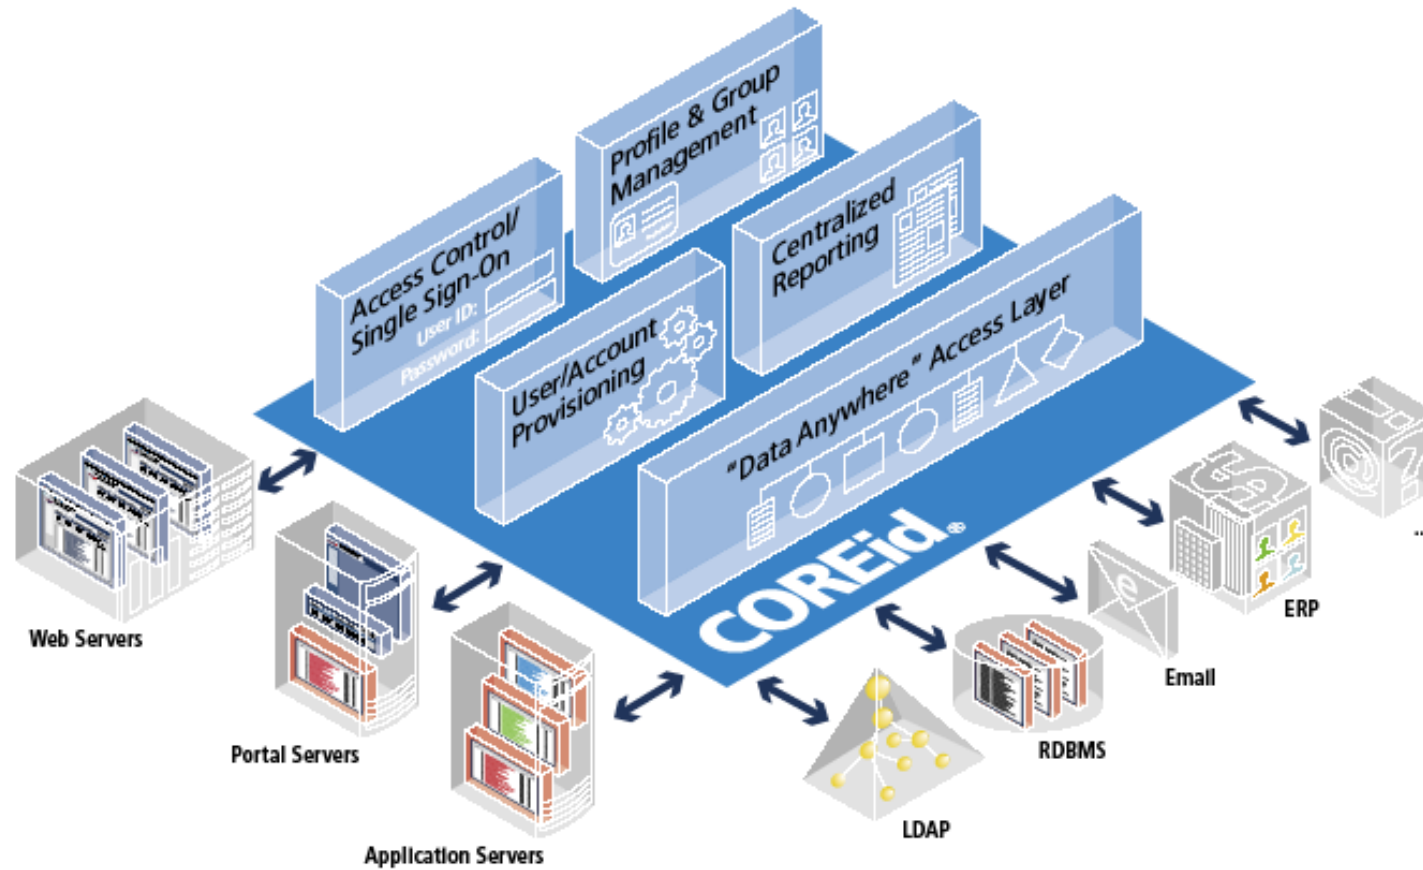 Profile & Group
Management
Access Control/
Single Sign-On
User ID:
Password:
Centralized
Reporting
User/Account
Provisioning
"Data Anywhere" Access Layer
COREid®
Web Servers
Portal Servers
Application Servers
LDAP
RDBMS
e
Email
$
ERP
@
!
?
...